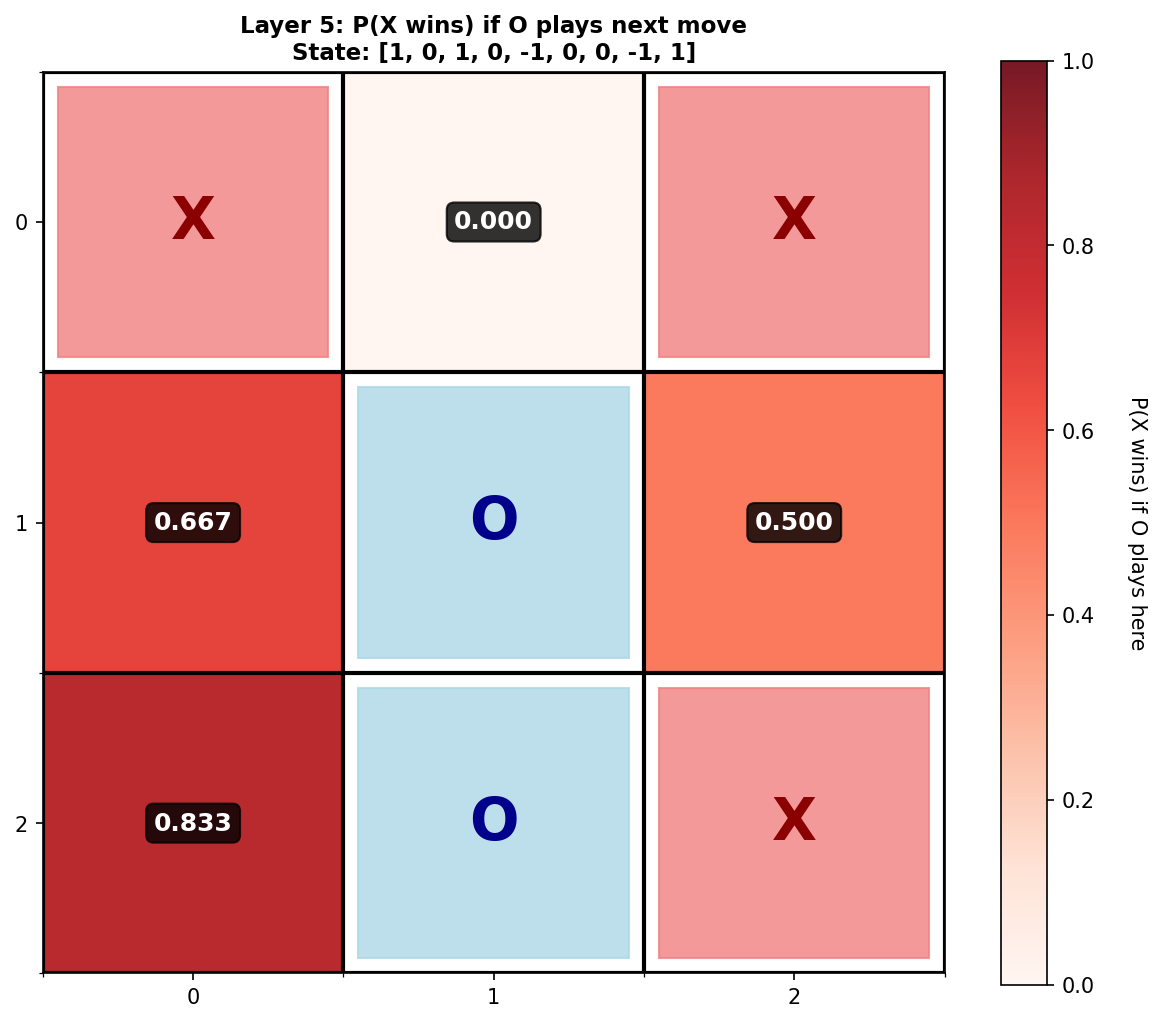 Layer 5: P(X wins) if O plays next move
State: [1, 0, 1, 0, -1, 0, 0, -1, 1]
X
0.000
X
0.667
O
0.500
0.833
O
X
0
1
2
0
1
2
1.0
0.8
0.6
0.4
0.2
0.0
P(X wins) if O plays here